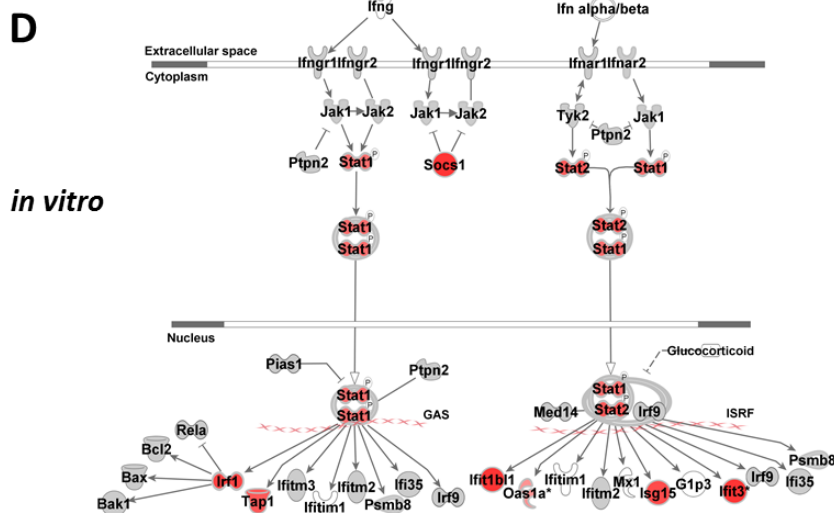 D
Ifng
Ifn alpha/beta
Extracellular space
Cytoplasm
Ifngr1 Ifngr2
Ifngr1 Ifngr2
Ifnar1 Ifnar2
Jak1 Jak2
Jak1 Jak2
Tyk2 Jak1
Ptpn2
Ptpn2 Stat1 P
Socs1
Stat2 P Stat1 P
in vitro
P
Stat1
P
Stat1
P
Stat2
P
Stat1
Nucleus
Pias1
Ptpn2
Glucocorticoid
P
Stat1
P
Stat1
GAS
P
Stat1
P
Stat2
Irf9
Med14
ISRF
Rela
Bcl2
Bax
Bak1
Irf1
Tap1
Ifitm3
Ifitim1
Ifitm2
Psmb8
Ifi35
Irf9
Ifit1bl1
Oas1a*
Ifitim1
Ifitm2
Mx1
Isg15
G1p3
Ifit3*
Irf9
Ifi35
Psmb8